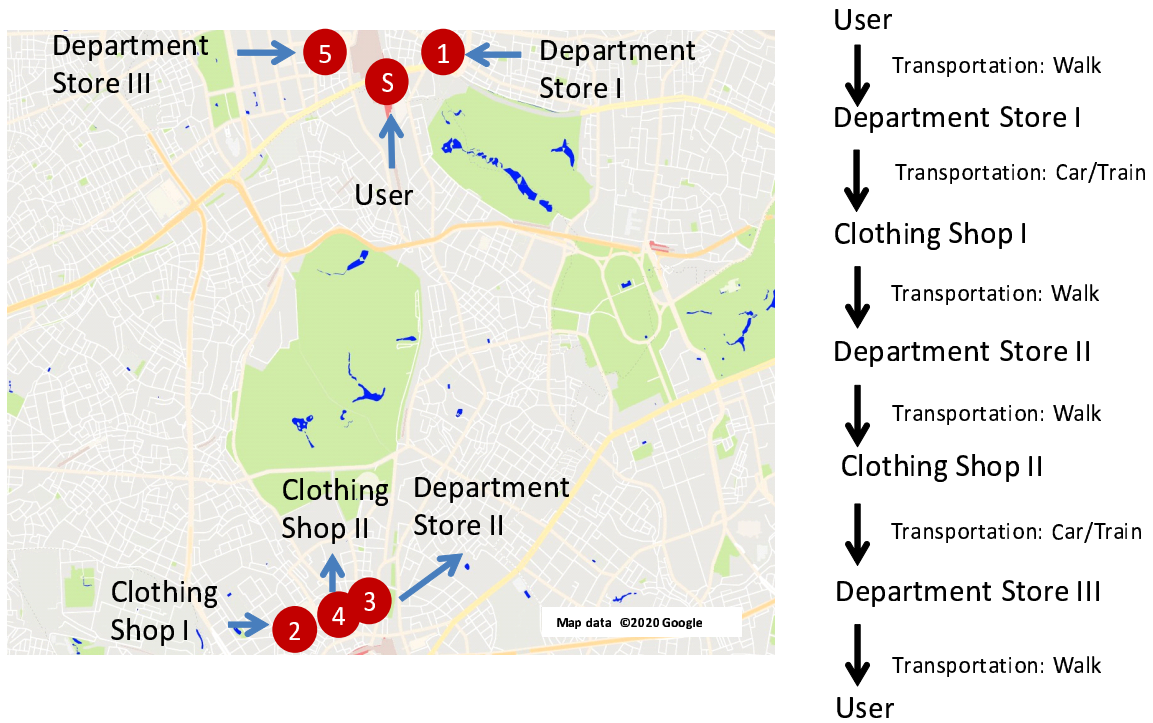 Department
Store III
5
1
Department
Store I
S
User
Clothing
Shop II
Department
Store II
Clothing
Shop I
2
4
3
Map data ©2020 Google
User
Transportation: Walk
Department Store I
Transportation: Car/Train
Clothing Shop I
Transportation: Walk
Department Store II
Transportation: Walk
Clothing Shop II
Transportation: Car/Train
Department Store III
Transportation: Walk
User